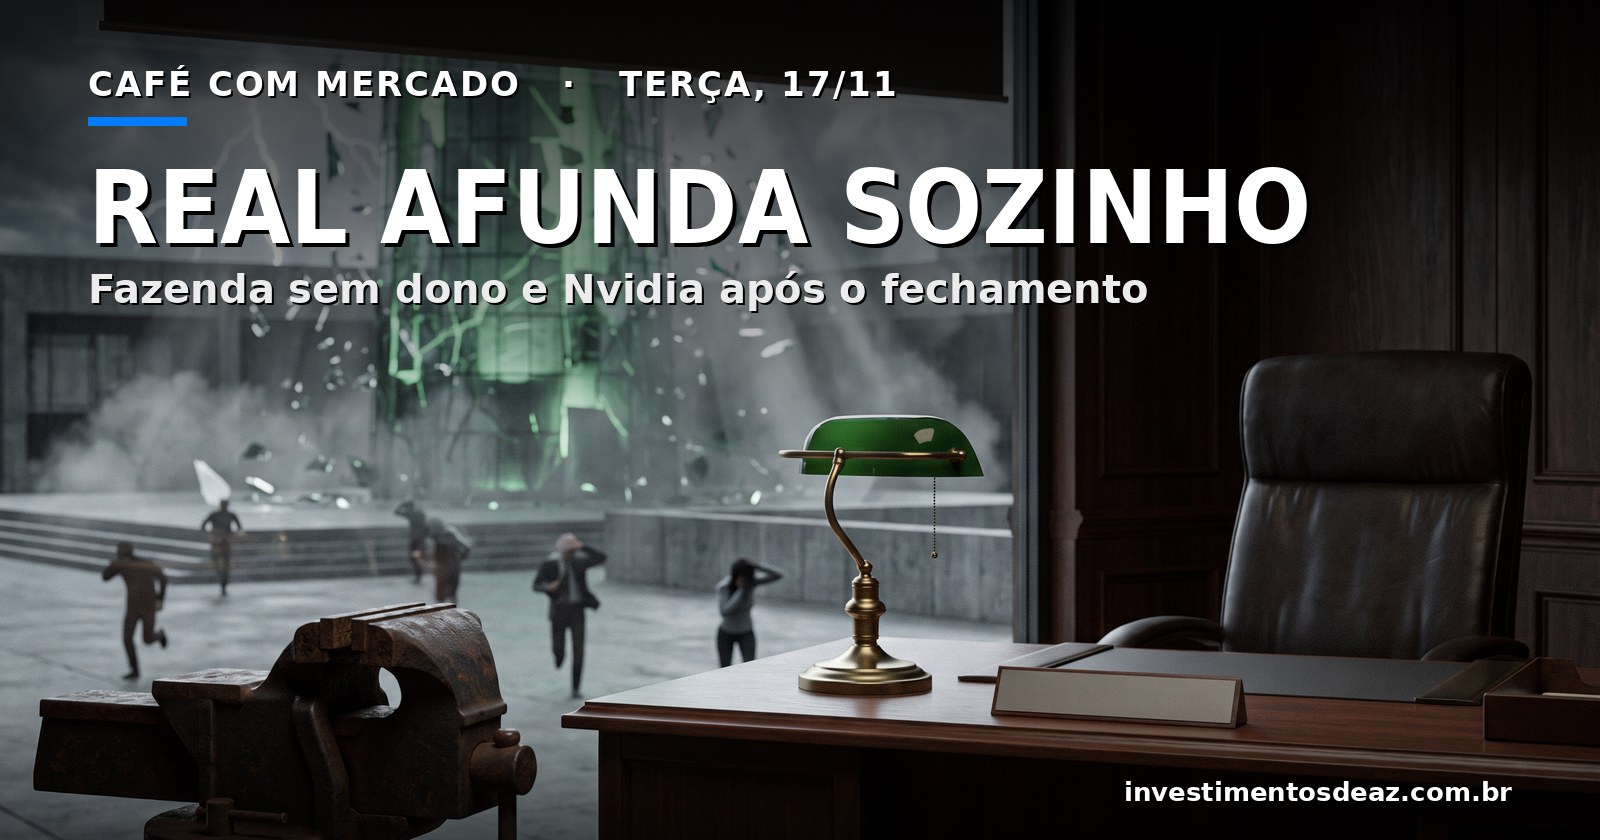 CAFÉ COM MERCADO · TERÇA, 17/11
REAL AFUNDA SOZINHO
Fazenda sem dono e Nvidia após o fechamento
investimentosdeaz.com.br